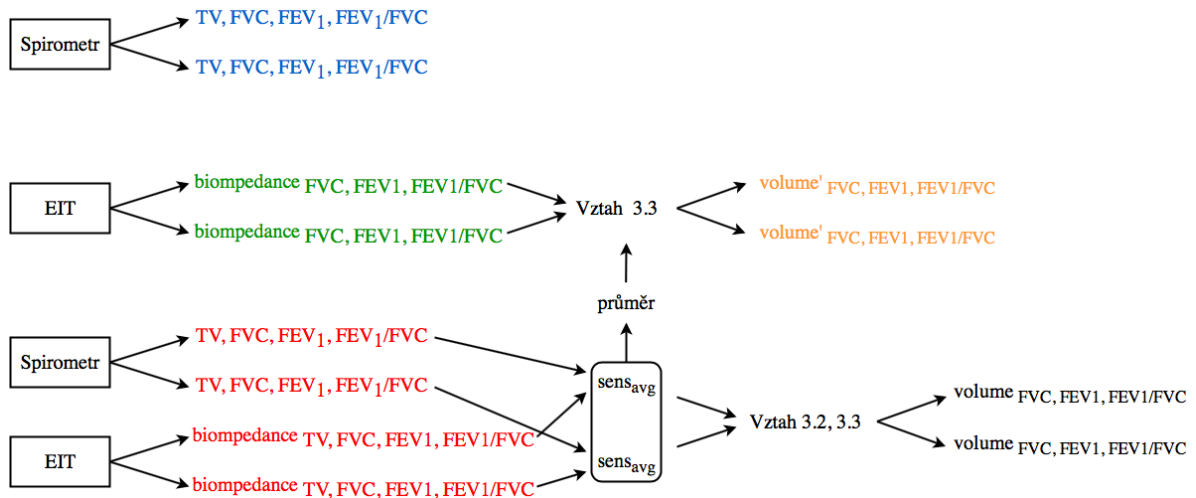 TV, FVC, FEV1, FEV1/FVC
Spirometr
TV, FVC, FEV1, FEV1/FVC
biompedance FVC, FEV1, FEV1/FVC
volume' FVC, FEV1, FEV1/FVC
EIT
Vztah 3.3
biompedance FVC, FEV1, FEV1/FVC
volume' FVC, FEV1, FEV1/FVC
průměr
TV, FVC, FEV1, FEV1/FVC
Spirometr
TV, FVC, FEV1, FEV1/FVC
sensavg
volume FVC, FEV1, FEV1/FVC
Vztah 3.2, 3.3
biompedance TV, FVC, FEV1, FEV1/FVC
volume FVC, FEV1, FEV1/FVC
EIT
sensavg
biompedance TV, FVC, FEV1, FEV1/FVC